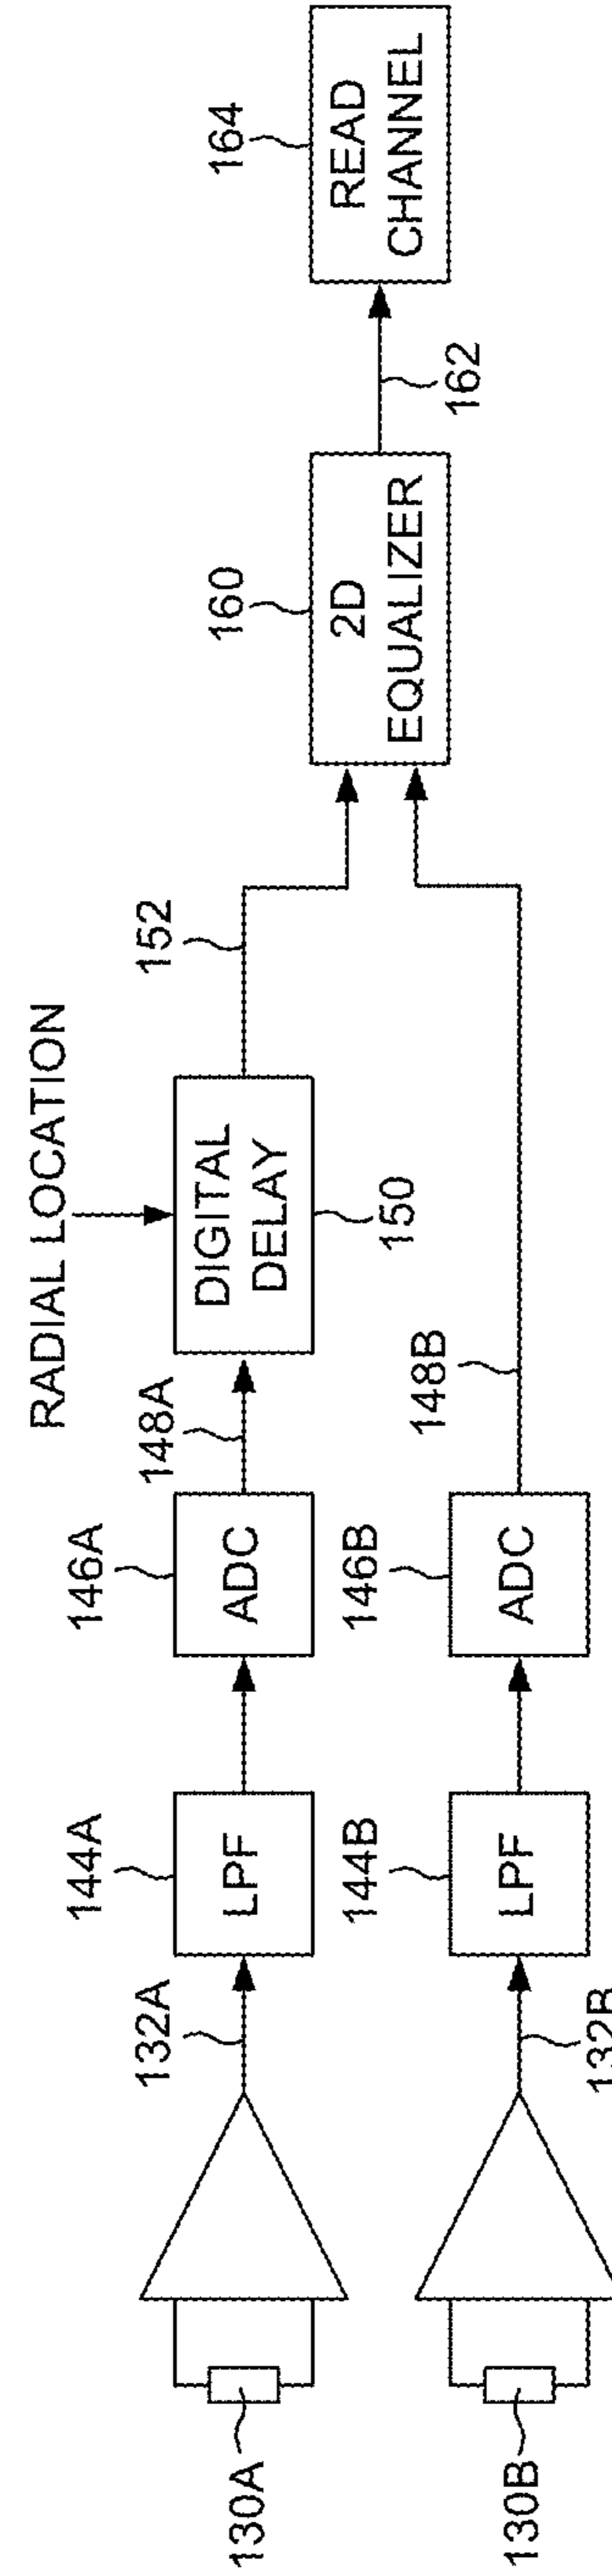 RADIAL LOCATION
130A
132A
144A
LPF
146A
ADC
148A
DIGITAL
DELAY
150
152
160
2D
EQUALIZER
162
164
READ
CHANNEL
130B
132B
144B
LPF
146B
ADC
148B